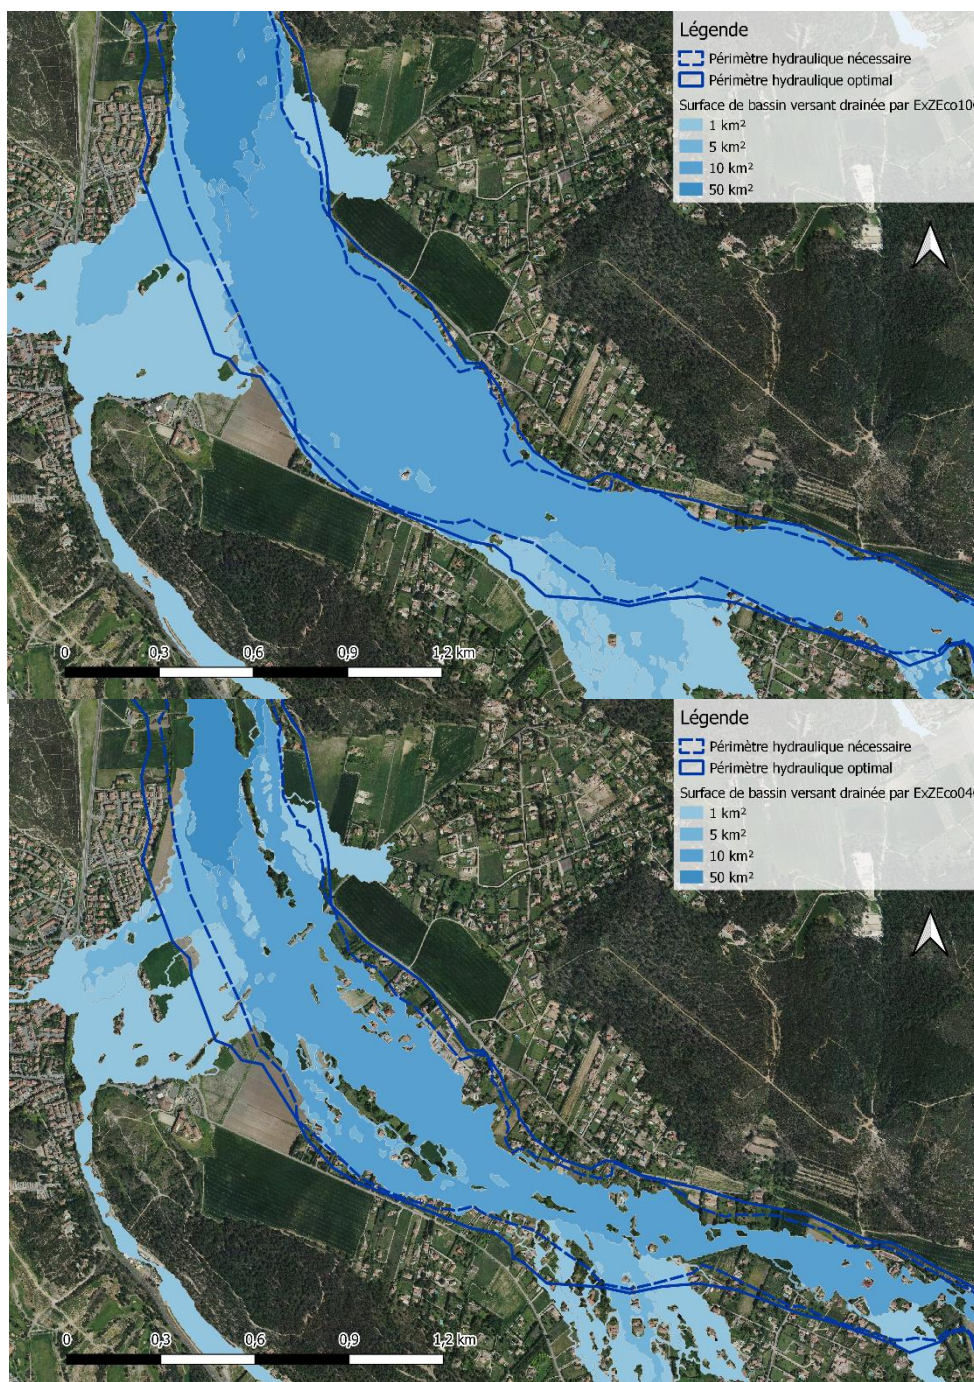 Légende
Périmètre hydraulique nécessaire
Périmètre hydraulique optimal
Surface de bassin versant drainée par ExZEco10
1 km²
5 km²
10 km²
50 km²
0 0,3 0,6 0,9 1,2 km
Légende
Périmètre hydraulique nécessaire
Périmètre hydraulique optimal
Surface de bassin versant drainée par ExZEco04
1 km²
5 km²
10 km²
50 km²
0 0,3 0,6 0,9 1,2 km